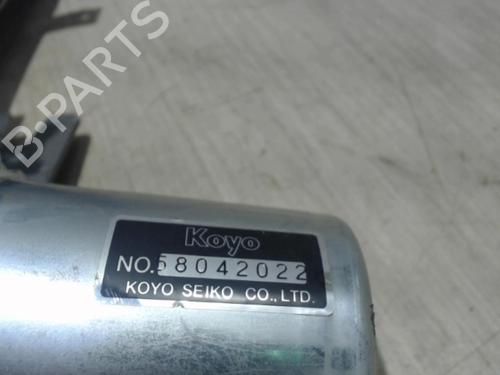 B-PARTS
Koyo
NO. 58042022
KOYO SEIKO CO., LTD.